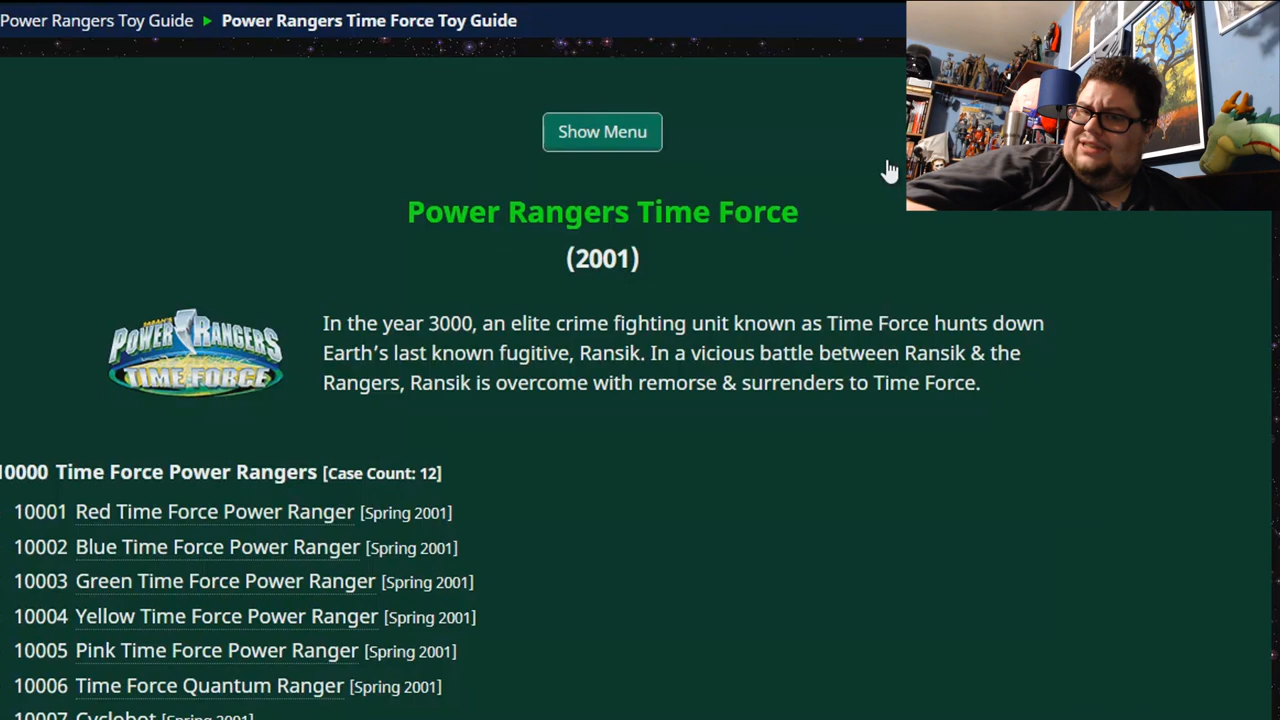 Power Rangers Toy Guide ▶ Power Rangers Time Force Toy Guide
Show Menu
Power Rangers Time Force
(2001)
SABAN'S
POWER RANGERS
TIME FORCE
In the year 3000, an elite crime fighting unit known as Time Force hunts down
Earth’s last known fugitive, Ransik. In a vicious battle between Ransik & the
Rangers, Ransik is overcome with remorse & surrenders to Time Force.
10000 Time Force Power Rangers [Case Count: 12]
10001 Red Time Force Power Ranger [Spring 2001]
10002 Blue Time Force Power Ranger [Spring 2001]
10003 Green Time Force Power Ranger [Spring 2001]
10004 Yellow Time Force Power Ranger [Spring 2001]
10005 Pink Time Force Power Ranger [Spring 2001]
10006 Time Force Quantum Ranger [Spring 2001]
10007 Cyclobot [Spring 2001]